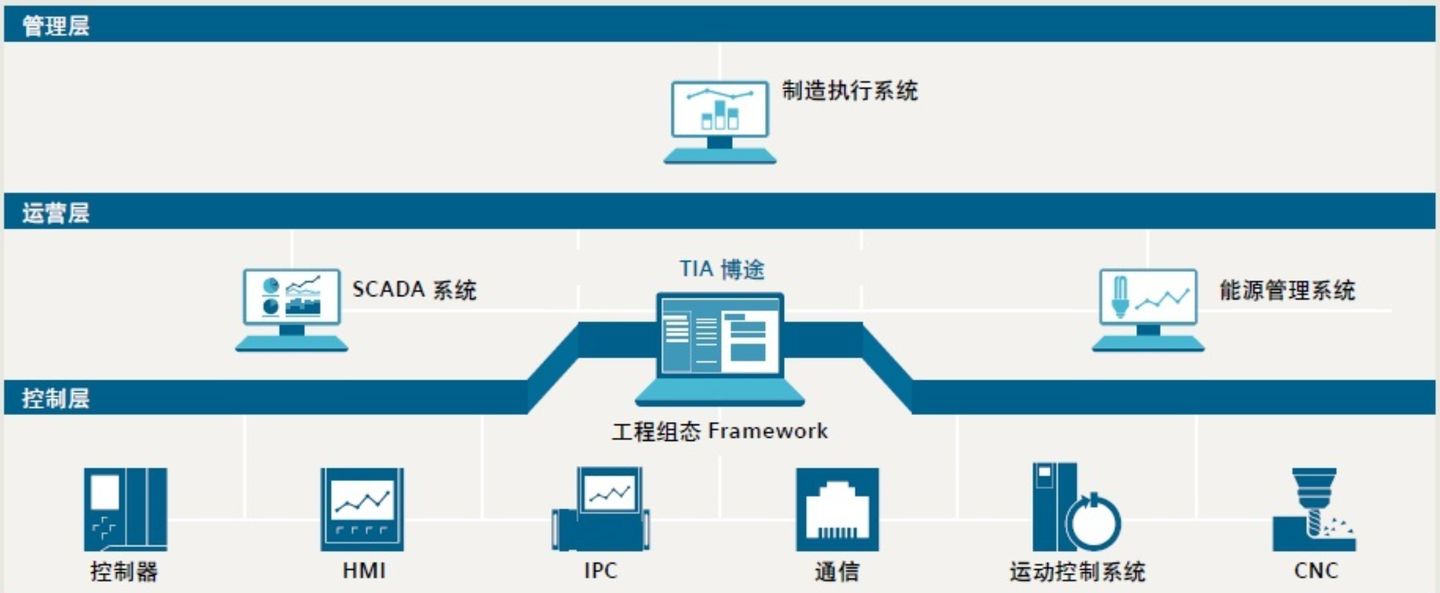 管理层
制造执行系统
运营层
TIA 博途
SCADA 系统
能源管理系统
控制层
工程组态 Framework
控制器
HMI
IPC
通信
运动控制系统
CNC